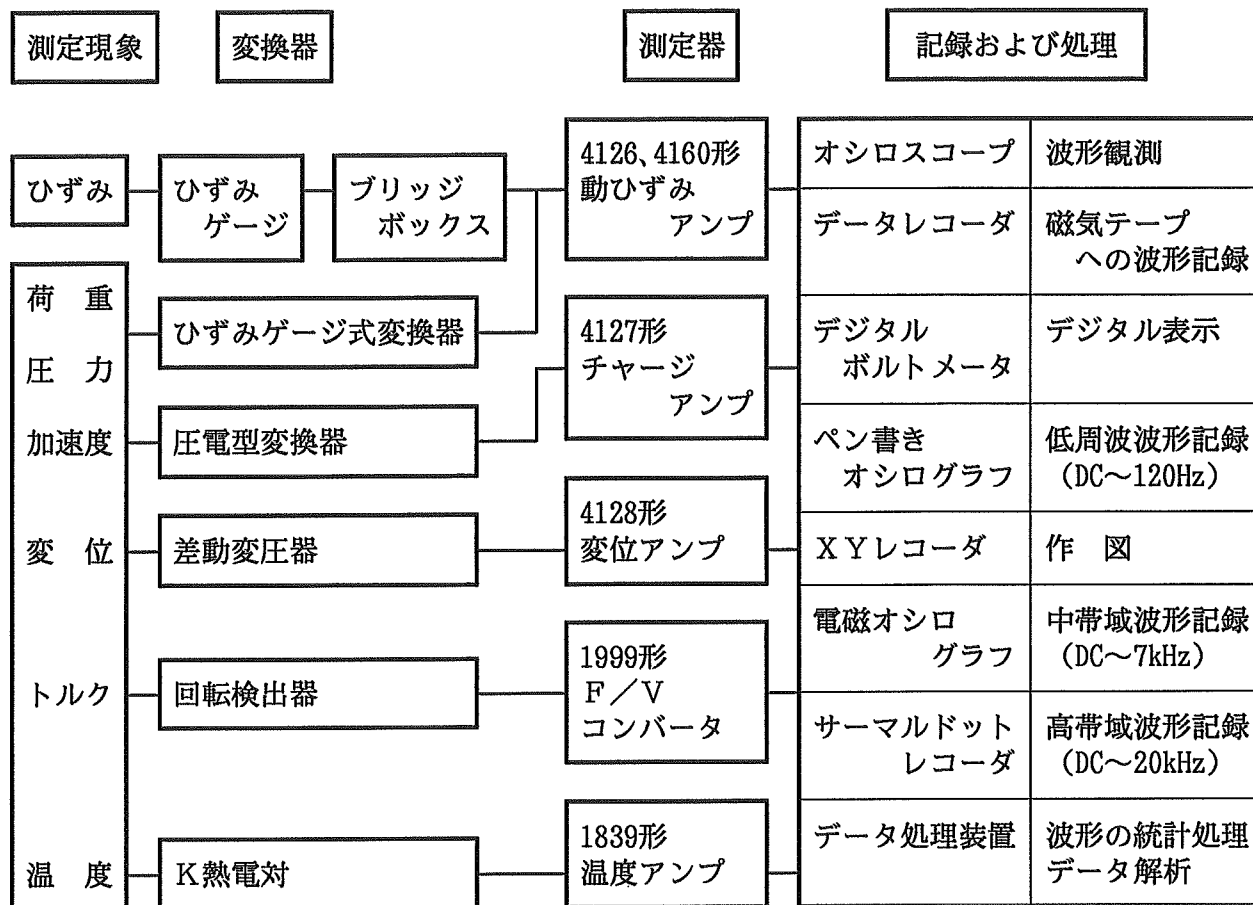 測定現象
変換器
測定器
記録および処理
ひずみ
ひずみ
ゲージ
ブリッジ
ボックス
4126、4160形
動ひずみ
アンプ
荷 重
圧 力
加速度
変 位
トルク
温 度
ひずみゲージ式変換器
圧電型変換器
4127形
チャージ
アンプ
差動変圧器
4128形
変位アンプ
回転検出器
1999形
F/V
コンバータ
K熱電対
1839形
温度アンプ
オシロスコープ 波形観測
データレコーダ 磁気テープ
への波形記録
デジタル デジタル表示
ボルトメータ
ペン書き 低周波波形記録
オシログラフ (DC~120Hz)
XYレコーダ 作 図
電磁オシロ 中帯域波形記録
グラフ (DC~7kHz)
サーマルドット 高帯域波形記録
レコーダ (DC~20kHz)
データ処理装置 波形の統計処理
データ解析